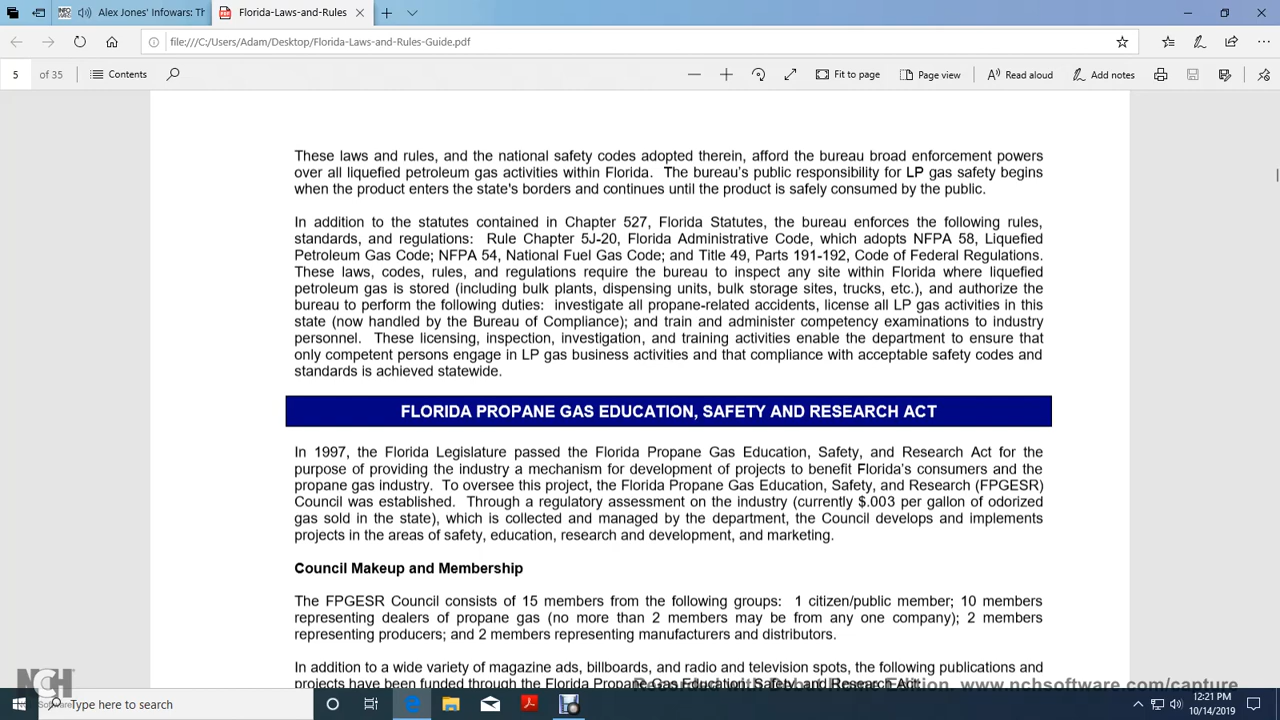 Alex Jones' Infowars: Th
Florida-Laws-and-Rules
file:///C:/Users/Adam/Desktop/Florida-Laws-and-Rules-Guide.pdf
5 of 35 Contents Fit to page Page view Read aloud Add notes
These laws and rules, and the national safety codes adopted therein, afford the bureau broad enforcement powers
over all liquefied petroleum gas activities within Florida. The bureau's public responsibility for LP gas safety begins
when the product enters the state's borders and continues until the product is safely consumed by the public.
In addition to the statutes contained in Chapter 527, Florida Statutes, the bureau enforces the following rules,
standards, and regulations: Rule Chapter 5J-20, Florida Administrative Code, which adopts NFPA 58, Liquefied
Petroleum Gas Code; NFPA 54, National Fuel Gas Code; and Title 49, Parts 191-192, Code of Federal Regulations.
These laws, codes, rules, and regulations require the bureau to inspect any site within Florida where liquefied
petroleum gas is stored (including bulk plants, dispensing units, bulk storage sites, trucks, etc.), and authorize the
bureau to perform the following duties: investigate all propane-related accidents, license all LP gas activities in this
state (now handled by the Bureau of Compliance); and train and administer competency examinations to industry
personnel. These licensing, inspection, investigation, and training activities enable the department to ensure that
only competent persons engage in LP gas business activities and that compliance with acceptable safety codes and
standards is achieved statewide.
FLORIDA PROPANE GAS EDUCATION, SAFETY AND RESEARCH ACT
In 1997, the Florida Legislature passed the Florida Propane Gas Education, Safety, and Research Act for the
purpose of providing the industry a mechanism for development of projects to benefit Florida's consumers and the
propane gas industry. To oversee this project, the Florida Propane Gas Education, Safety, and Research (FPGESR)
Council was established. Through a regulatory assessment on the industry (currently $.003 per gallon of odorized
gas sold in the state), which is collected and managed by the department, the Council develops and implements
projects in the areas of safety, education, research and development, and marketing.
Council Makeup and Membership
The FPGESR Council consists of 15 members from the following groups: 1 citizen/public member; 10 members
representing dealers of propane gas (no more than 2 members may be from any one company); 2 members
representing producers; and 2 members representing manufacturers and distributors.
In addition to a wide variety of magazine ads, billboards, and radio and television spots, the following publications and
projects have been funded through the Florida Propane Gas Education, Safety and Research Act:
NCH
Recorded with Debut Home Edition. www.nchsoftware.com/capture
Type here to search
12:21 PM
10/14/2019